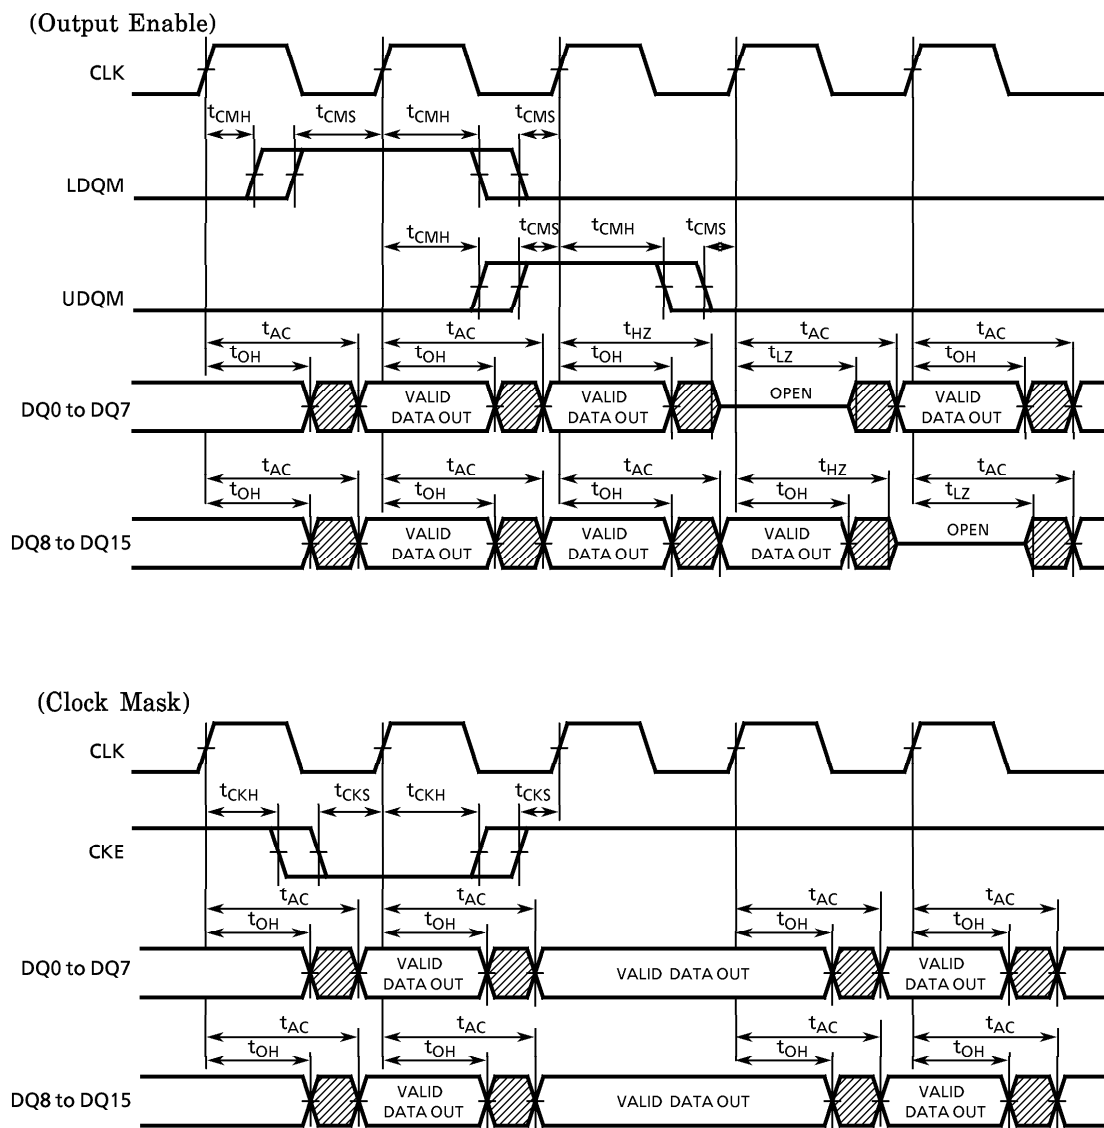 (Output Enable)
CLK
tCMH tCMS tCMH tCMS
LDQM
tCMH tCMS tCMH tCMS
UDQM
tAC tAC tHZ tAC tAC
tOH tOH tOH tLZ tOH
DQ0 to DQ7
VALID DATA OUT
VALID DATA OUT
OPEN
VALID DATA OUT
tAC tAC tAC tHZ tAC
tOH tOH tOH tOH tLZ
DQ8 to DQ15
VALID DATA OUT
VALID DATA OUT
VALID DATA OUT
OPEN
(Clock Mask)
CLK
tCKH tCKS tCKH tCKS
CKE
tAC tAC tAC tAC
tOH tOH tOH tOH
DQ0 to DQ7
VALID DATA OUT
VALID DATA OUT
VALID DATA OUT
tAC tAC tAC tAC
tOH tOH tOH tOH
DQ8 to DQ15
VALID DATA OUT
VALID DATA OUT
VALID DATA OUT